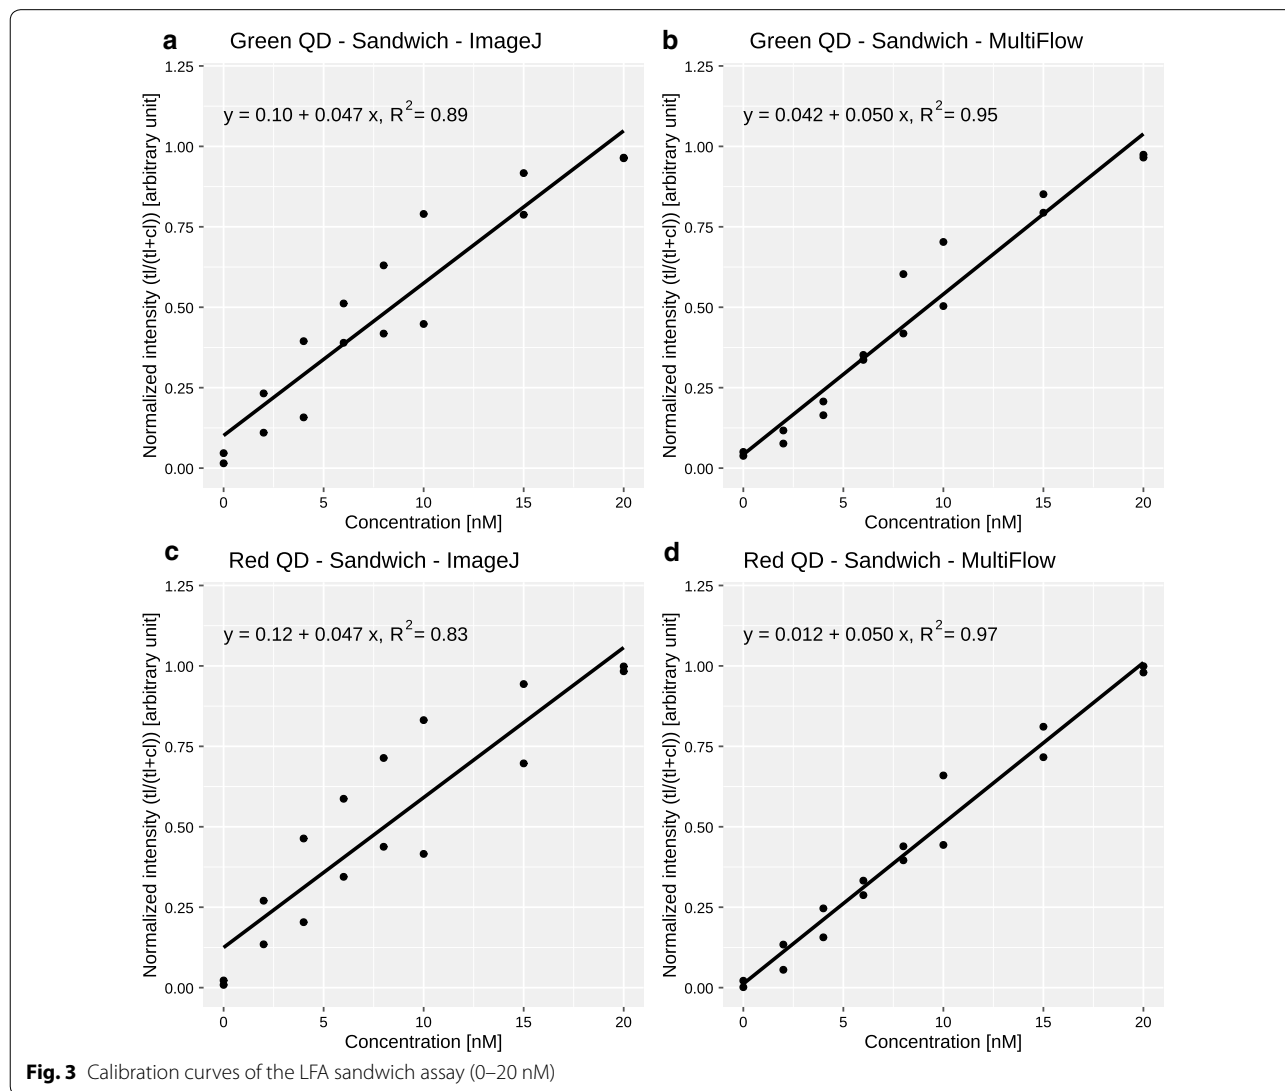 a Green QD - Sandwich - ImageJ
1.25
y = 0.10 + 0.047 x, R2= 0.89
1.00
0.75
0.50
0.25
0.00
Normalized intensity (tl/(tl+cl)) [arbitrary unit]
0 5 10 15 20
Concentration [nM]
b Green QD - Sandwich - MultiFlow
1.25
y = 0.042 + 0.050 x, R2= 0.95
1.00
0.75
0.50
0.25
0.00
Normalized intensity (tl/(tl+cl)) [arbitrary unit]
0 5 10 15 20
Concentration [nM]
c Red QD - Sandwich - ImageJ
1.25
y = 0.12 + 0.047 x, R2= 0.83
1.00
0.75
0.50
0.25
0.00
Normalized intensity (tl/(tl+cl)) [arbitrary unit]
0 5 10 15 20
Concentration [nM]
d Red QD - Sandwich - MultiFlow
1.25
y = 0.012 + 0.050 x, R2= 0.97
1.00
0.75
0.50
0.25
0.00
Normalized intensity (tl/(tl+cl)) [arbitrary unit]
0 5 10 15 20
Concentration [nM]
Fig. 3 Calibration curves of the LFA sandwich assay (0–20 nM)